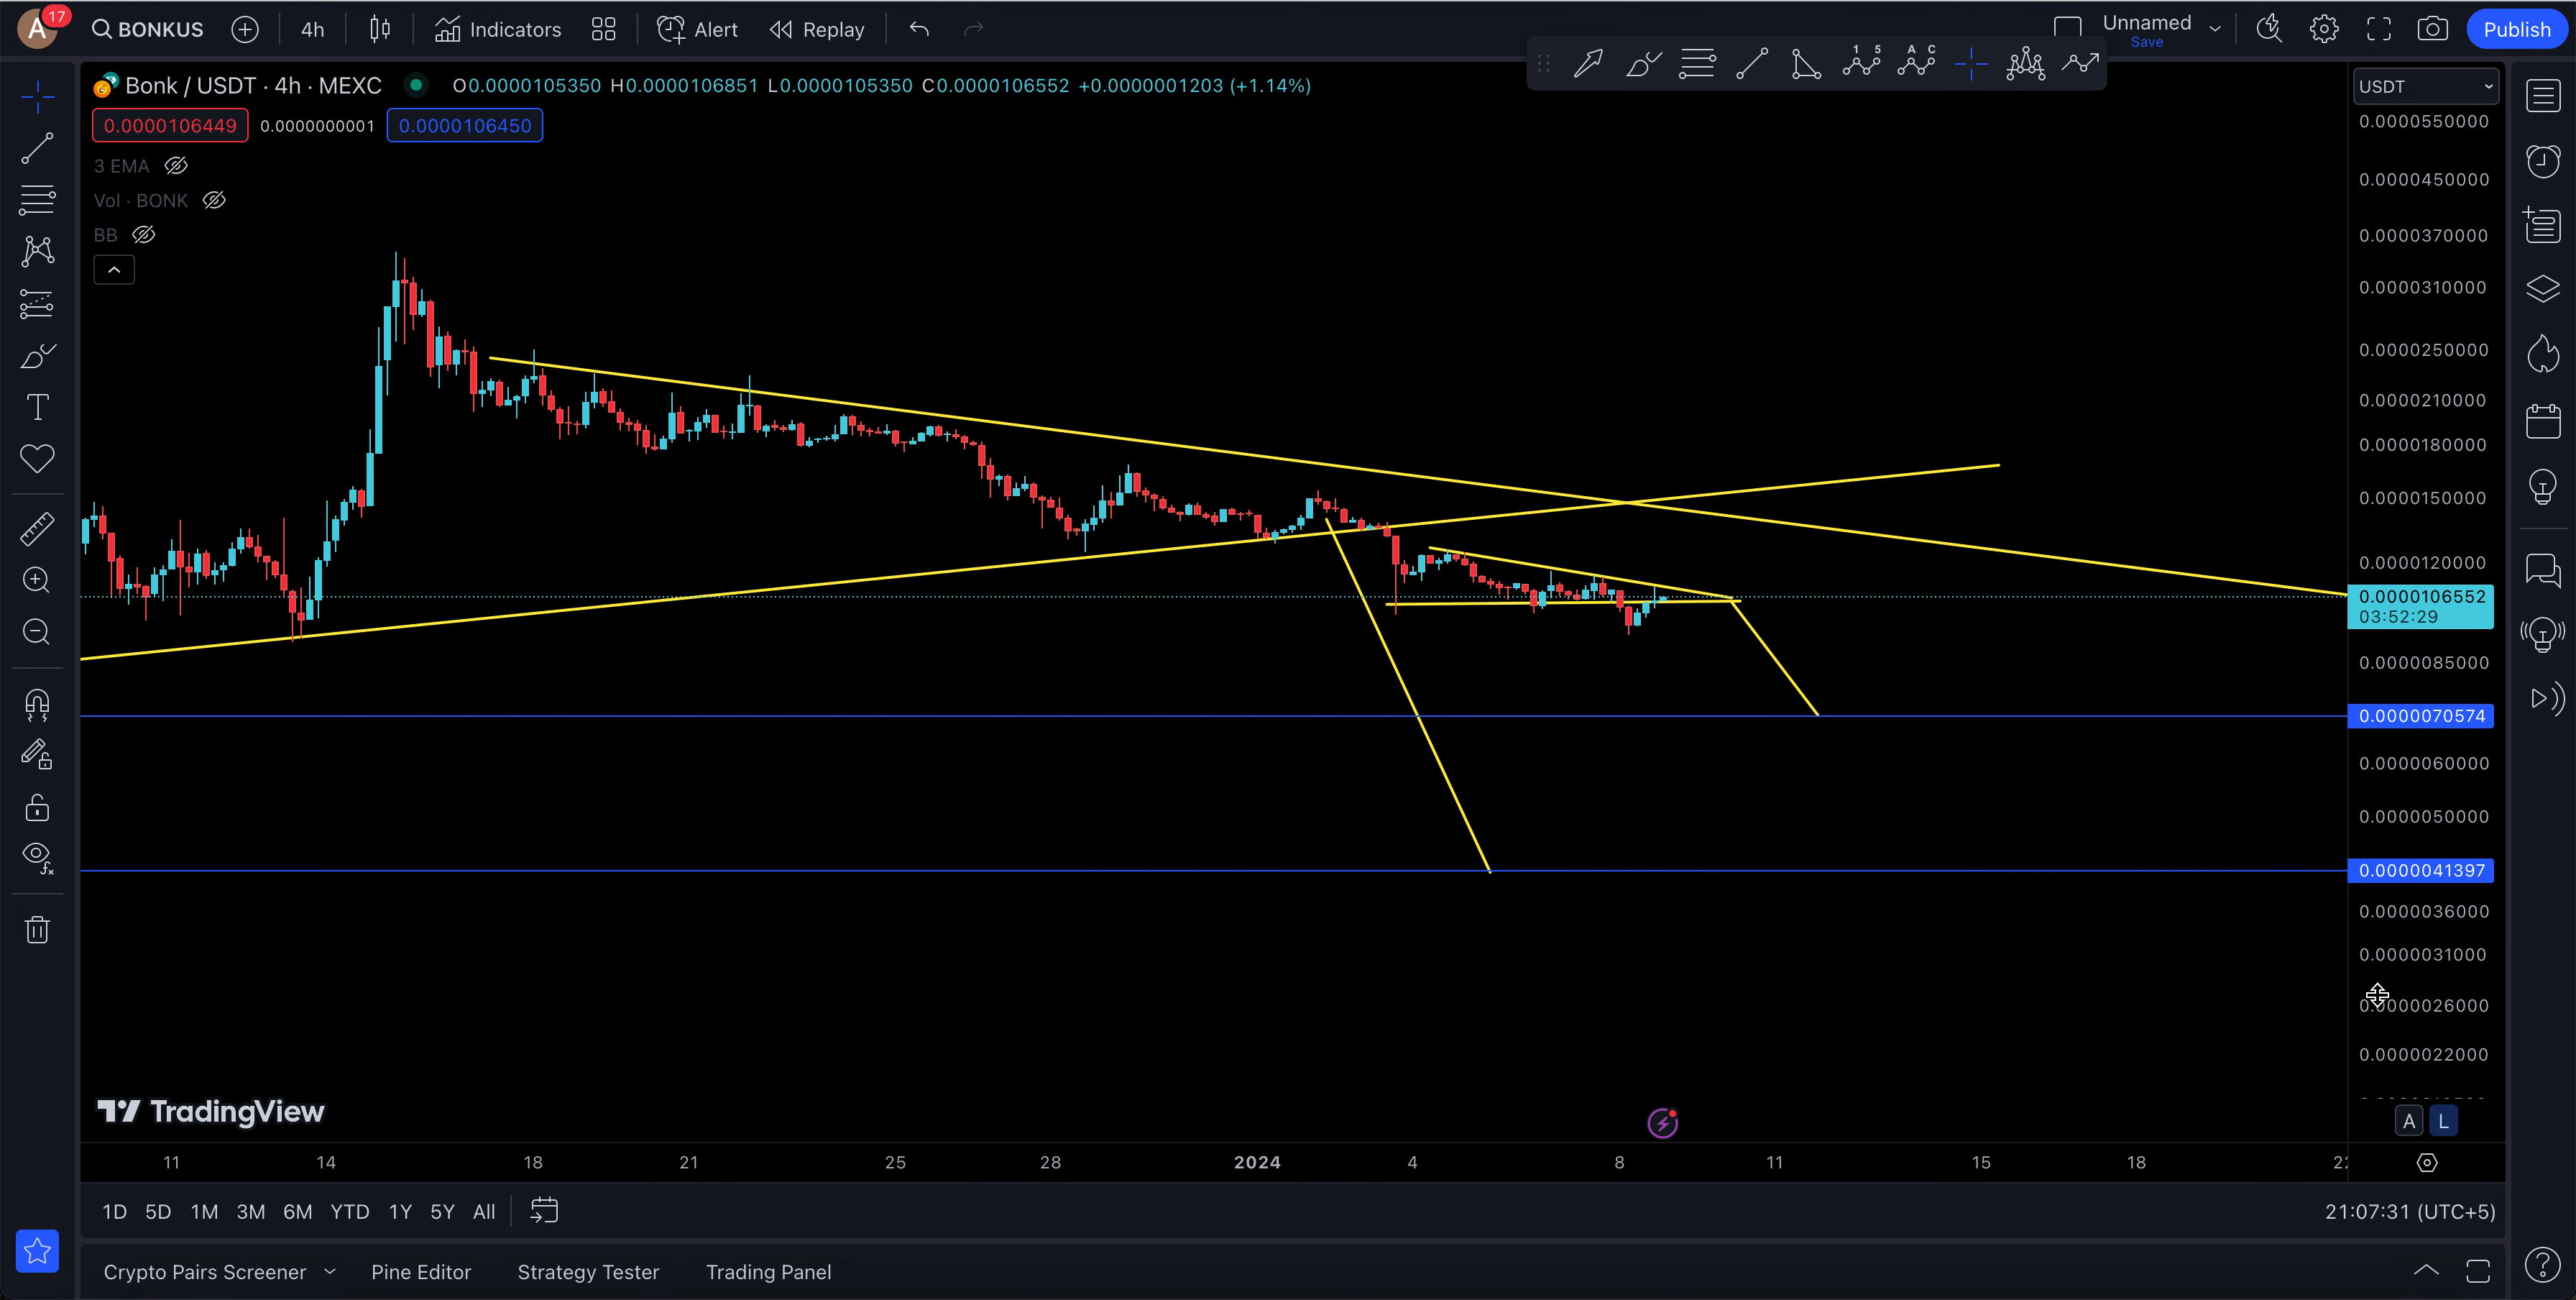 A 17 BONKUS 4h Indicators Alert Replay Unnamed Save Publish
Bonk / USDT · 4h · MEXC O0.0000105350 H0.0000106851 L0.0000105350 C0.0000106552 +0.0000001203 (+1.14%)
0.0000106449 0.0000000001 0.0000106450
3 EMA
Vol · BONK
BB
1 5 A C
USDT
0.0000550000
0.0000450000
0.0000370000
0.0000310000
0.0000250000
0.0000210000
0.0000180000
0.0000150000
0.0000120000
0.0000106552
03:52:29
0.0000085000
0.0000070574
0.0000060000
0.0000050000
0.0000041397
0.0000036000
0.0000031000
0.0000026000
0.0000022000
A L
TradingView
11 14 18 21 25 28 2024 4 8 11 15 18
1D 5D 1M 3M 6M YTD 1Y 5Y All 21:07:31 (UTC+5)
Crypto Pairs Screener Pine Editor Strategy Tester Trading Panel